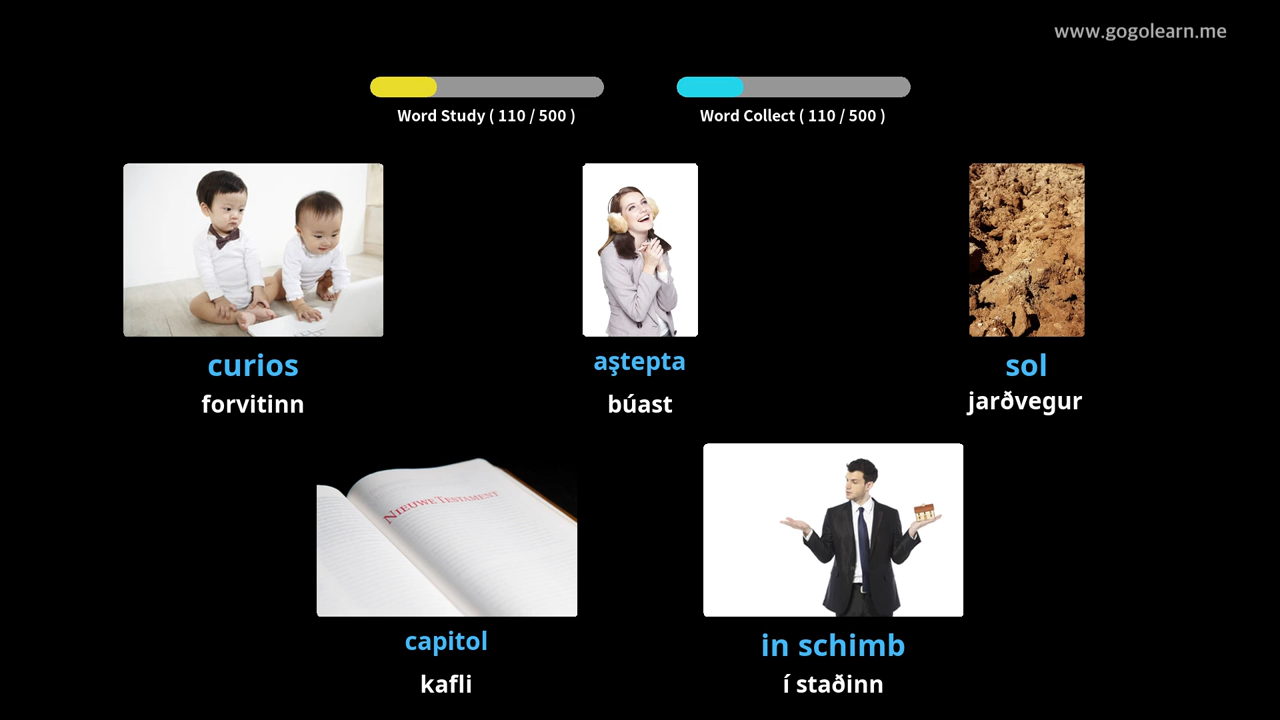 www.gogolearn.me
Word Study ( 110 / 500 )
Word Collect ( 110 / 500 )
curios
forvitinn
aştepta
búast
sol
jarðvegur
NIEUWE TESTAMENT
capitol
kafli
in schimb
í staðinn